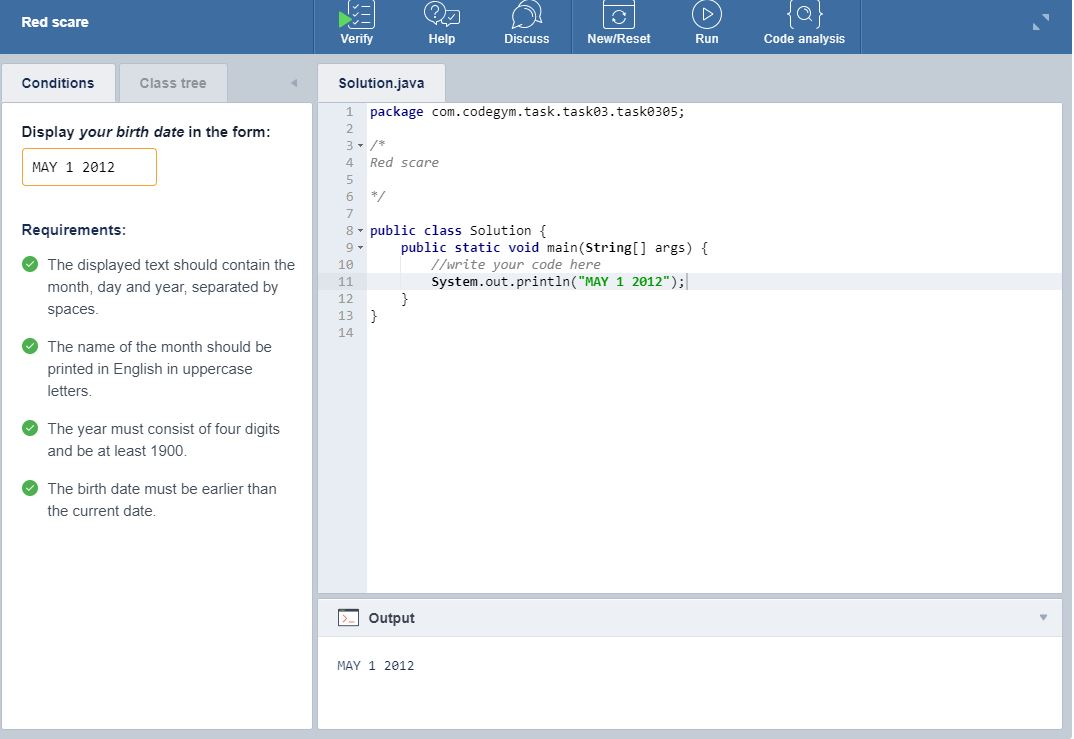 Red scare
Verify
Help
Discuss
New/Reset
Run
Code analysis
Conditions
Class tree
Display your birth date in the form:
MAY 1 2012
Requirements:
The displayed text should contain the
month, day and year, separated by
spaces.
The name of the month should be
printed in English in uppercase
letters.
The year must consist of four digits
and be at least 1900.
The birth date must be earlier than
the current date.
Solution.java
1 package com.codegym.task.task03.task0305;
2
3 /*
4 Red scare
5
6 */
7
8 public class Solution {
9     public static void main(String[] args) {
10         //write your code here
11         System.out.println("MAY 1 2012");
12     }
13 }
14
Output
MAY 1 2012